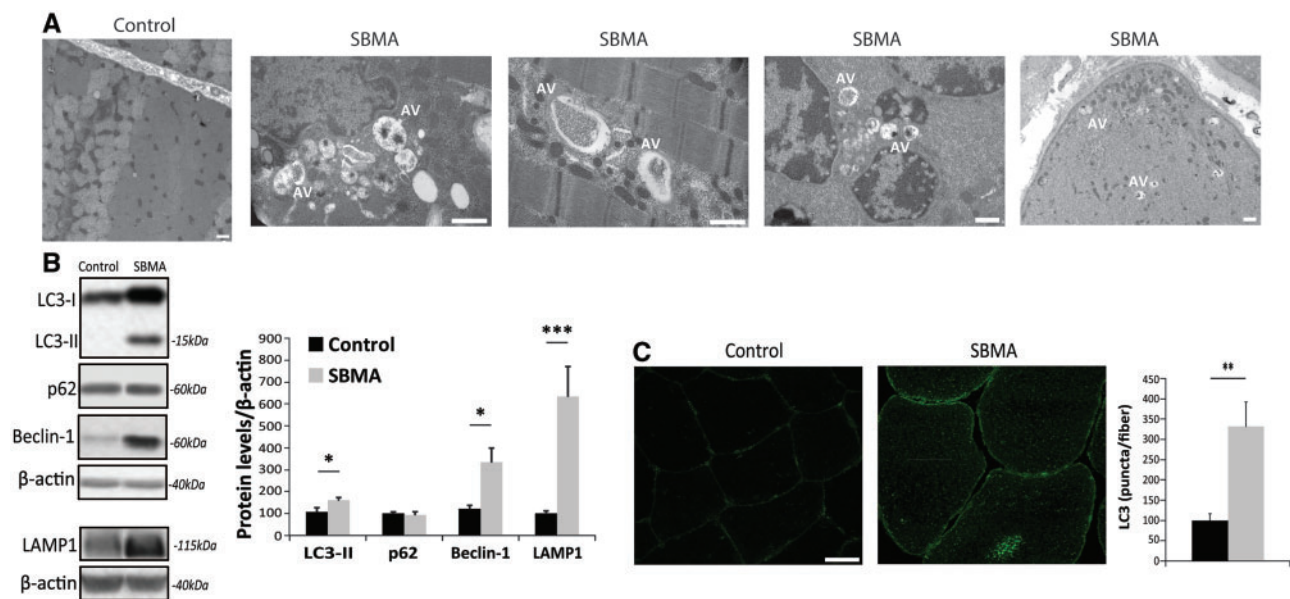 A
Control
SBMA
SBMA
SBMA
SBMA
AV
AV
AV
AV
AV
AV
AV
AV
B
Control SBMA
LC3-I
LC3-II
-15kDa
p62
-60kDa
Beclin-1
-60kDa
β-actin
-40kDa
LAMP1
-115kDa
β-actin
-40kDa
Protein levels/β-actin
900
800
700
600
500
400
300
200
100
0
Control
SBMA
*
*
***
LC3-II p62 Beclin-1 LAMP1
C
Control
SBMA
LC3 (puncta/fiber)
450
400
350
300
250
200
150
100
50
0
**